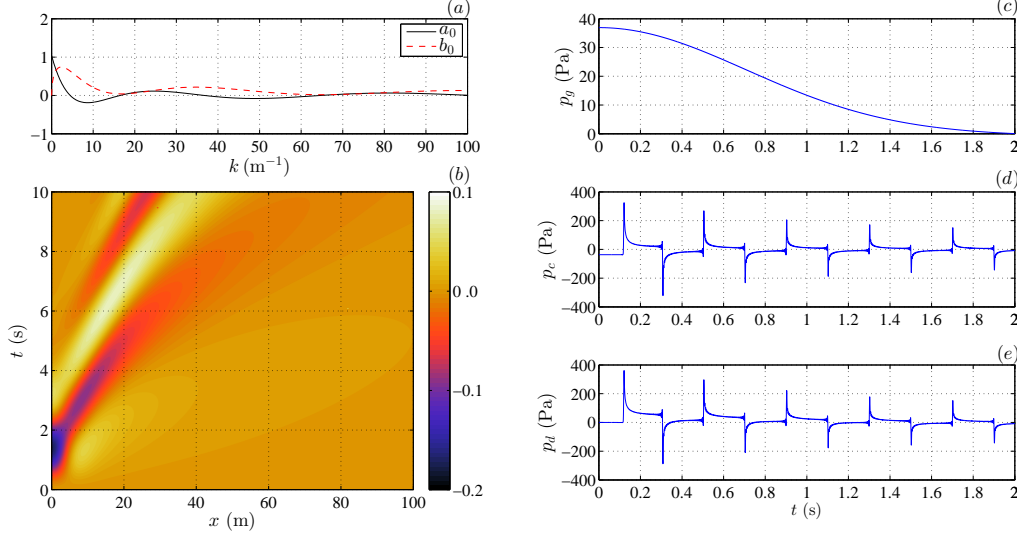 (a)
2
1
0
−1
a₀
b₀
0 10 20 30 40 50 60 70 80 90 100
k (m⁻¹)
(b)
10
8
6
4
2
0
t (s)
0 20 40 60 80 100
x (m)
0.1
0.0
−0.1
−0.2
(c)
40
30
20
10
0
p_g (Pa)
0 0.2 0.4 0.6 0.8 1 1.2 1.4 1.6 1.8 2
(d)
400
200
0
−200
−400
p_c (Pa)
0 0.2 0.4 0.6 0.8 1 1.2 1.4 1.6 1.8 2
(e)
400
200
0
−200
−400
p_d (Pa)
0 0.2 0.4 0.6 0.8 1 1.2 1.4 1.6 1.8 2
t (s)